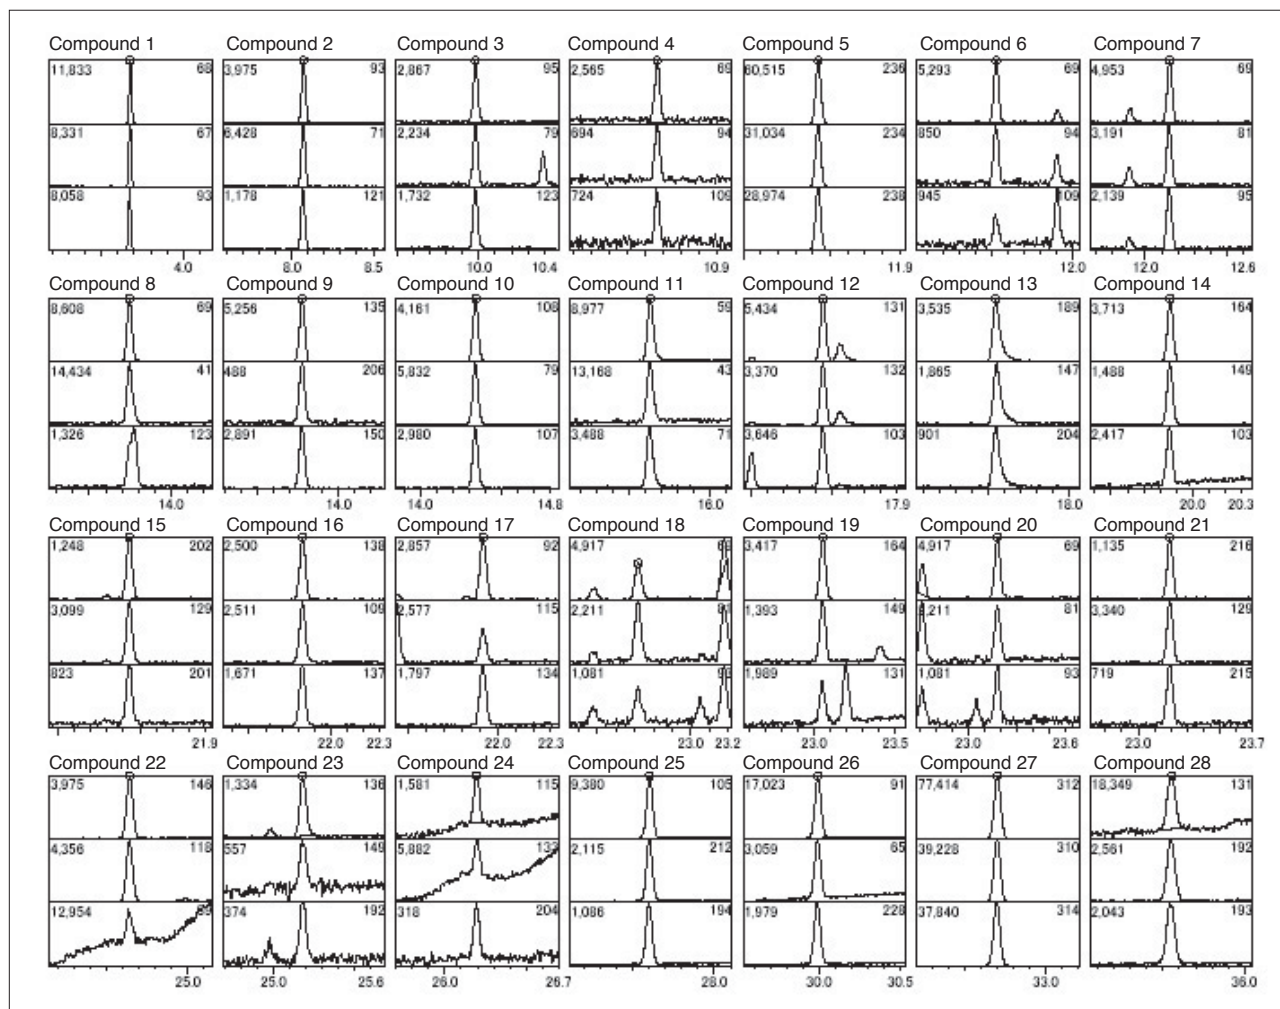 Compound 1 Compound 2 Compound 3 Compound 4 Compound 5 Compound 6 Compound 7
11,833 68 3,975 93 2,867 95 2,565 69 60,515 236 5,293 69 4,953 69
8,331 67 6,428 71 2,234 79 694 94 31,034 234 850 94 3,191 81
8,058 93 1,178 121 1,732 123 724 109 28,974 238 945 109 2,139 95
4.0 8.0 8.5 10.0 10.4 10.9 11.9 12.0 12.0 12.6
Compound 8 Compound 9 Compound 10 Compound 11 Compound 12 Compound 13 Compound 14
8,608 69 5,256 135 4,161 108 8,977 59 5,434 131 3,535 189 3,713 164
14,434 41 488 206 5,832 79 13,168 43 3,370 132 1,865 147 1,488 149
1,326 123 2,891 150 2,980 107 3,488 71 3,646 103 901 204 2,417 103
14.0 14.0 14.0 14.8 16.0 17.9 18.0 20.0 20.3
Compound 15 Compound 16 Compound 17 Compound 18 Compound 19 Compound 20 Compound 21
1,248 202 2,500 138 2,857 92 4,917 69 3,417 164 4,917 69 1,135 216
3,099 129 2,511 109 2,577 115 2,211 81 1,393 149 2,211 81 3,340 129
823 201 1,671 137 1,797 134 1,081 93 1,989 131 1,081 93 719 215
21.9 22.0 22.3 22.0 22.3 23.0 23.2 23.0 23.5 23.0 23.6 23.0 23.7
Compound 22 Compound 23 Compound 24 Compound 25 Compound 26 Compound 27 Compound 28
3,975 146 1,334 136 1,581 115 9,380 105 17,023 91 77,414 312 18,349 131
4,356 118 557 149 5,882 133 2,115 212 3,059 65 39,228 310 2,561 192
12,954 89 374 192 318 204 1,086 194 1,979 228 37,840 314 2,043 193
25.0 25.0 25.6 26.0 26.7 28.0 30.0 30.5 33.0 36.0